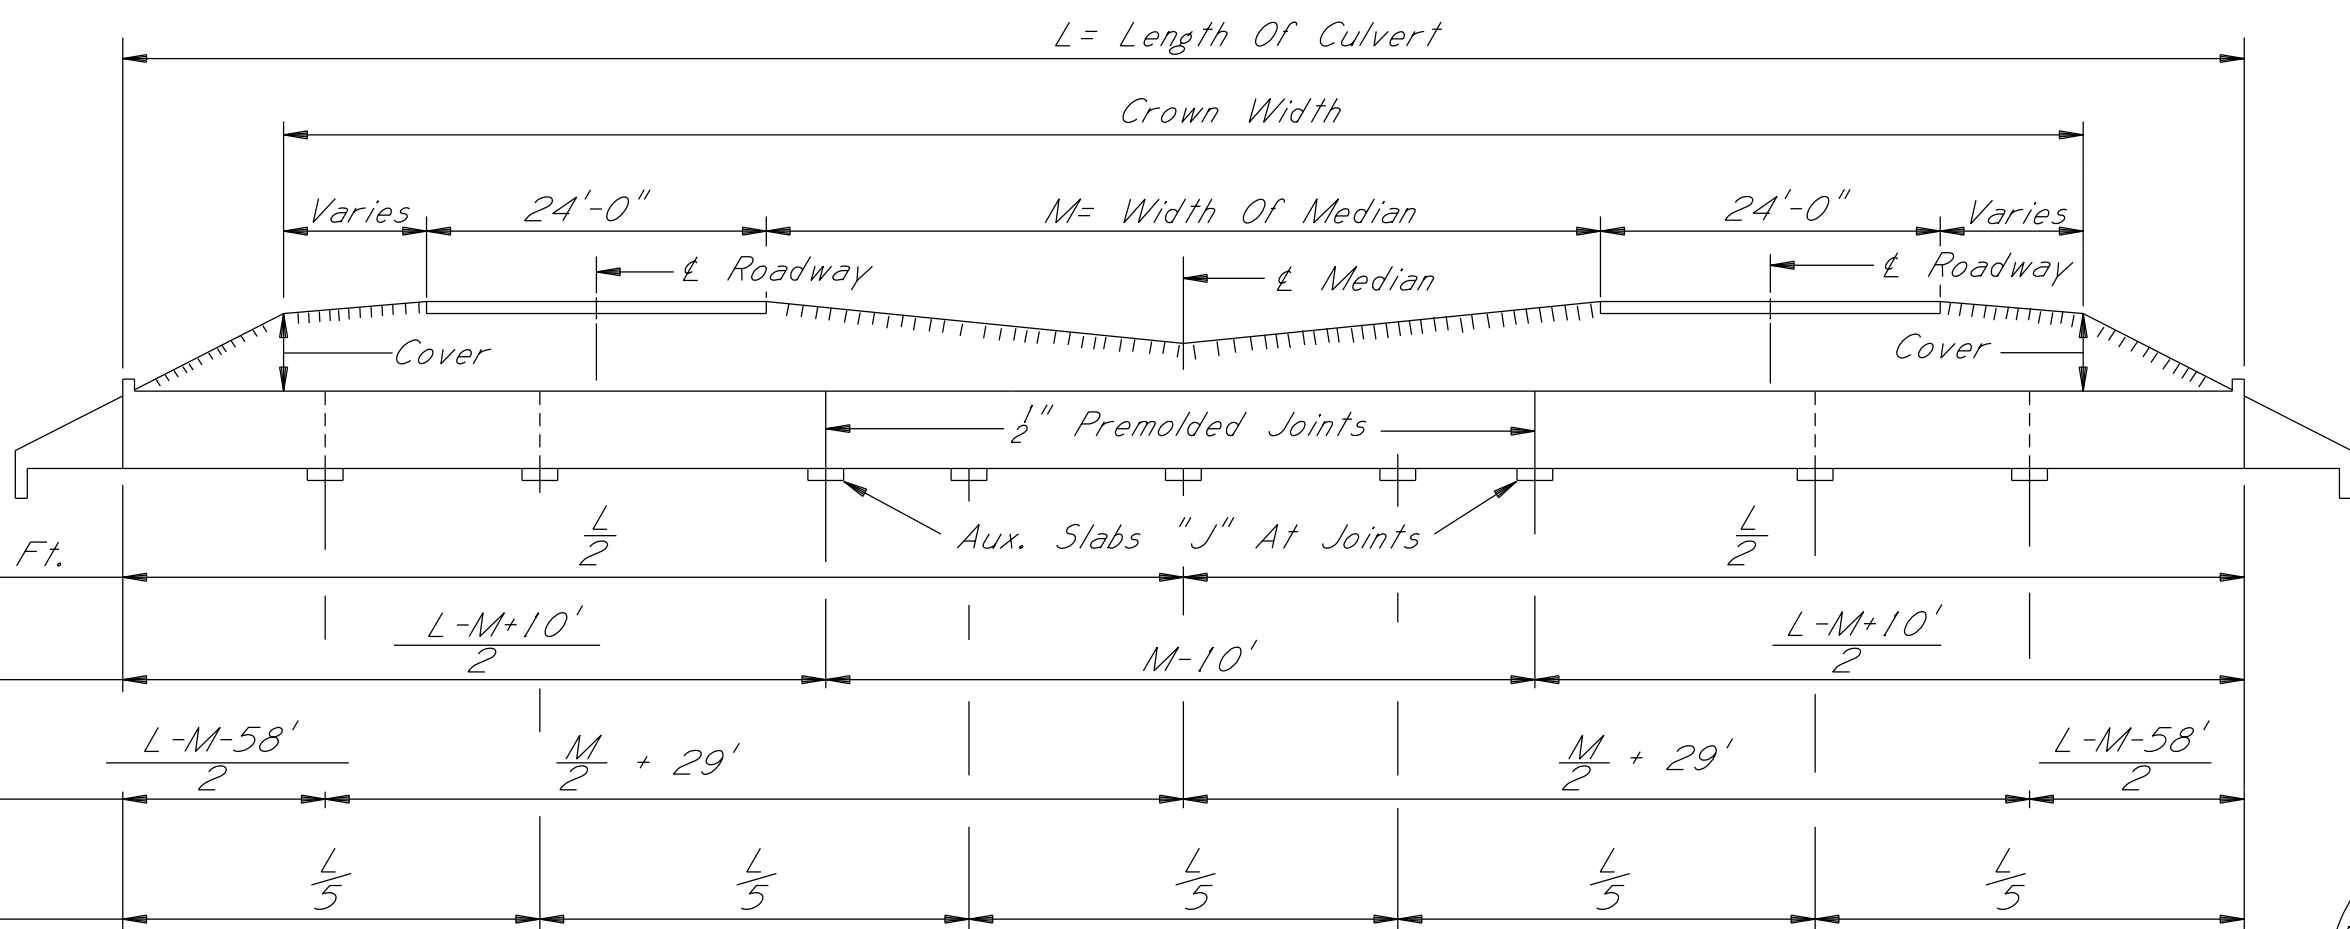 L= Length Of Culvert
Crown Width
Varies 24'-0" M= Width Of Median 24'-0" Varies
℄ Roadway ℄ Median ℄ Roadway
Cover Cover
1/2" Premolded Joints
Aux. Slabs "J" At Joints
Ft. L/2 L/2
L-M+10'/2 M-10' L-M+10'/2
L-M-58'/2 M/2 + 29' M/2 + 29' L-M-58'/2
L/5 L/5 L/5 L/5 L/5